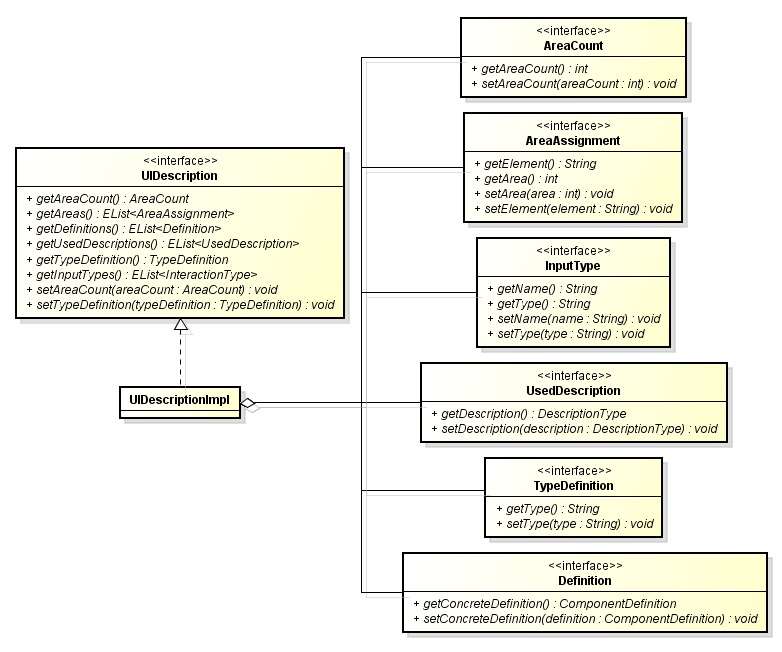 <<interface>>
UIDescription
+ getAreaCount() : AreaCount
+ getAreas() : EList<AreaAssignment>
+ getDefinitions() : EList<Definition>
+ getUsedDescriptions() : EList<UsedDescription>
+ getTypeDefinition() : TypeDefinition
+ getInputTypes() : EList<InteractionType>
+ setAreaCount(areaCount : AreaCount) : void
+ setTypeDefinition(typeDefinition : TypeDefinition) : void
UIDescriptionImpl
<<interface>>
AreaCount
+ getAreaCount() : int
+ setAreaCount(areaCount : int) : void
<<interface>>
AreaAssignment
+ getElement() : String
+ getArea() : int
+ setArea(area : int) : void
+ setElement(element : String) : void
<<interface>>
InputType
+ getName() : String
+ getType() : String
+ setName(name : String) : void
+ setType(type : String) : void
<<interface>>
UsedDescription
+ getDescription() : DescriptionType
+ setDescription(description : DescriptionType) : void
<<interface>>
TypeDefinition
+ getType() : String
+ setType(type : String) : void
<<interface>>
Definition
+ getConcreteDefinition() : ComponentDefinition
+ setConcreteDefinition(definition : ComponentDefinition) : void